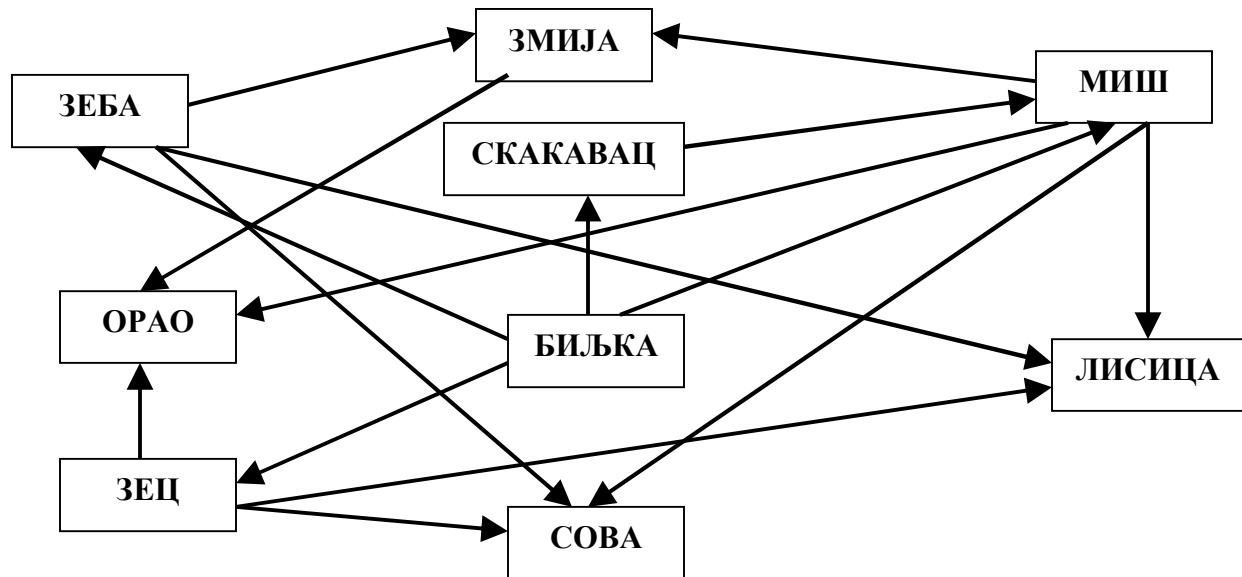 ЗМИЈА
МИШ
ЗЕБА
СКАКАВАЦ
ОРАО
БИЉКА
ЛИСИЦА
ЗЕЦ
СОВА